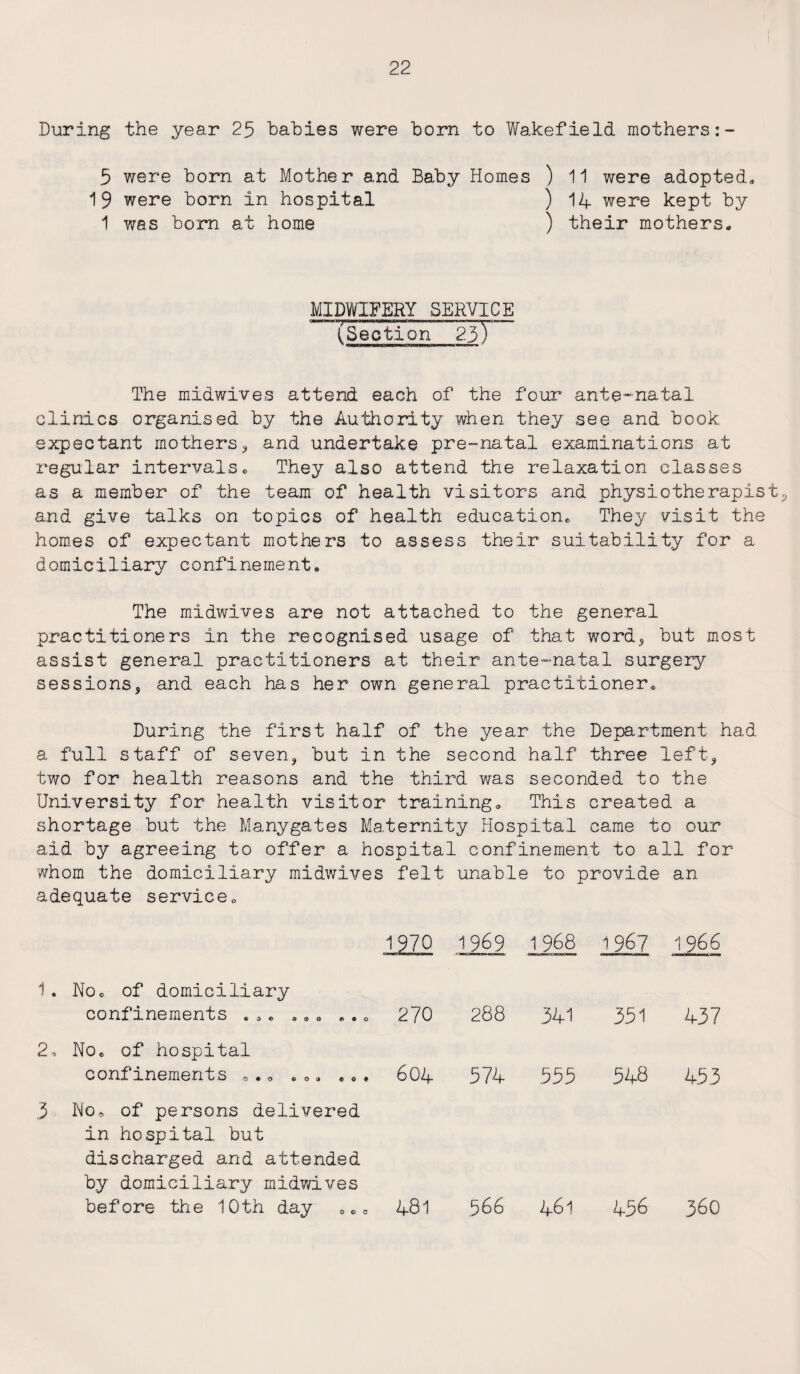 22
During the year 25 babies were born to Wakefield mothers:-
5 were born at Mother and Baby Homes ) 11 were adopted.
19 were born in hospital ) 14 were kept by
1 was born at home ) their mothers.
MIDWIFERY SERVICE
(Section 23)
The midwives attend each of the four ante-natal
clinics organised by the Authority when they see and book
expectant mothers, and undertake pre-natal examinations at
regular intervals. They also attend the relaxation classes
as a member of the team of health visitors and physiotherapist,
and give talks on topics of health education. They visit the
homes of expectant mothers to assess their suitability for a
domiciliary confinement.
The midwives are not attached to the general
practitioners in the recognised usage of that word, but most
assist general practitioners at their ante-natal surgery
sessions, and each has her own general practitioner.
During the first half of the year the Department had
a full staff of seven, but in the second half three left,
two for health reasons and the third was seconded to the
University for health visitor training. This created a
shortage but the Manygates Maternity Hospital came to our
aid by agreeing to offer a hospital confinement to all for
whom the domiciliary midwives felt unable to provide an
adequate service.
1970 1969 1968 1967 1966
1. No. of domiciliary
confinements ... ... ... 270 288 341 351 437
2. No. of hospital
confinements ... ... ... 604 574 555 548 453
3 No. of persons delivered
in hospital but
discharged and attended
by domiciliary midwives
before the 10th day ... 481 566 461 456 360